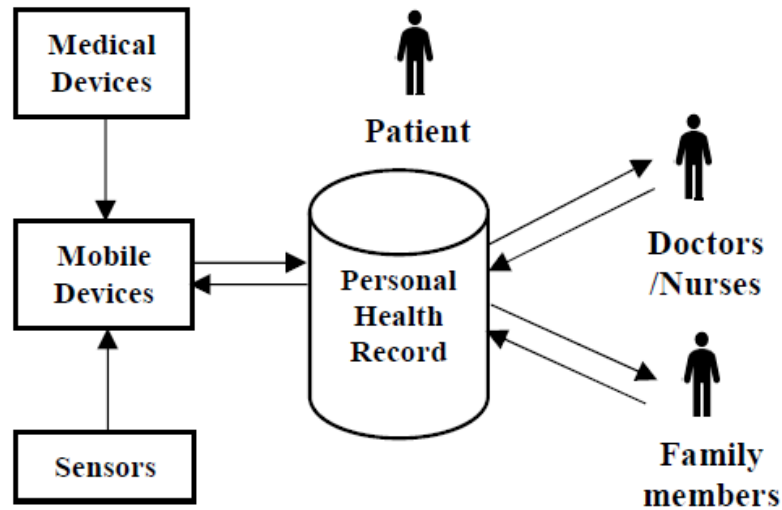 Medical
Devices
Patient
Mobile
Devices
Personal
Health
Record
Doctors
/Nurses
Sensors
Family
members